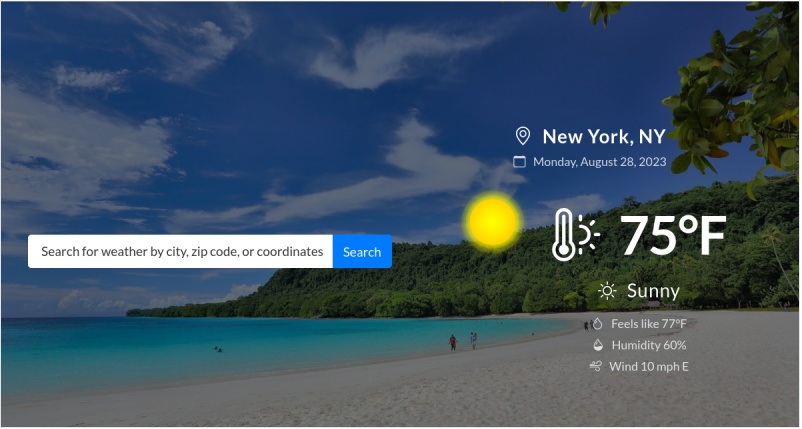 New York, NY
Monday, August 28, 2023
75°F
Search for weather by city, zip code, or coordinates Search
Sunny
Feels like 77°F
Humidity 60%
Wind 10 mph E